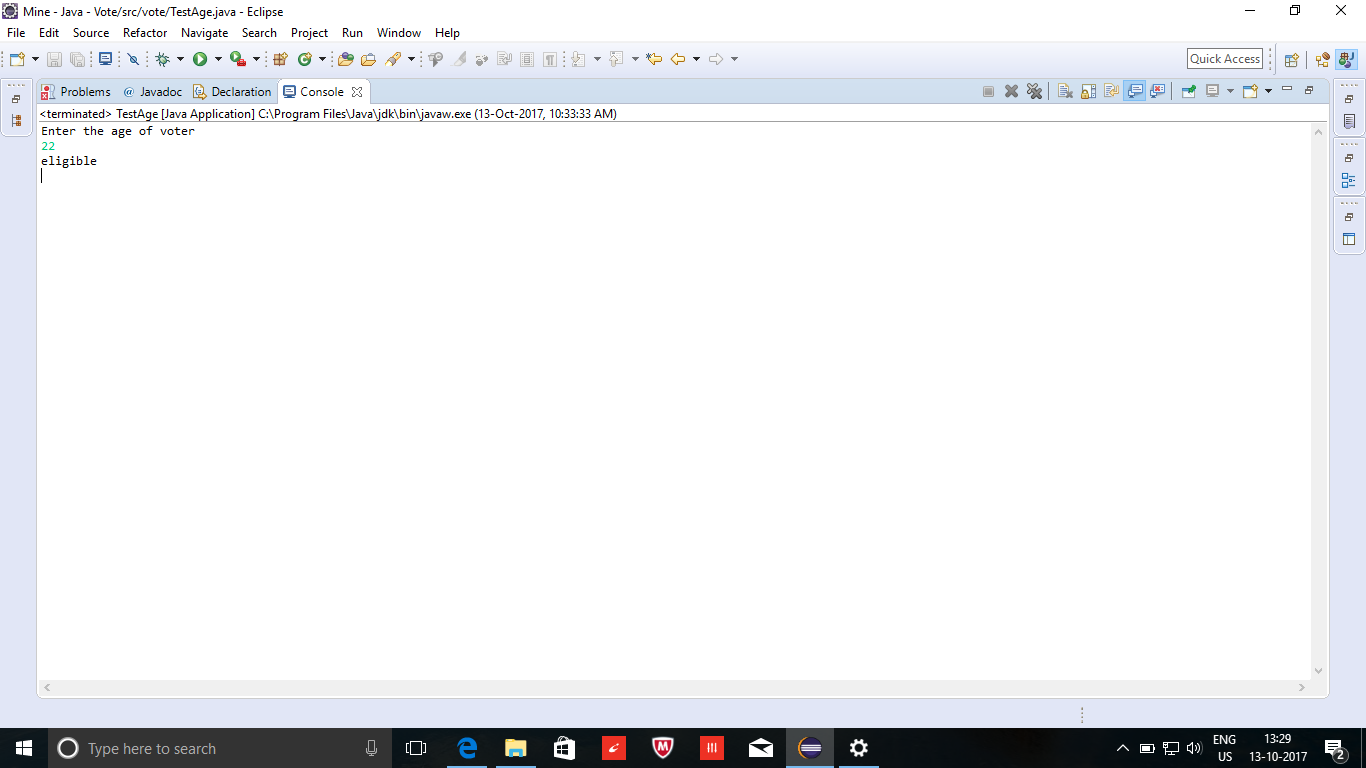 Mine - Java - Vote/src/vote/TestAge.java - Eclipse
File Edit Source Refactor Navigate Search Project Run Window Help
Quick Access
Problems @ Javadoc Declaration Console
<terminated> TestAge [Java Application] C:\Program Files\Java\jdk\bin\javaw.exe (13-Oct-2017, 10:33:33 AM)
Enter the age of voter
22
eligible
Type here to search
ENG
US
13:29
13-10-2017
2